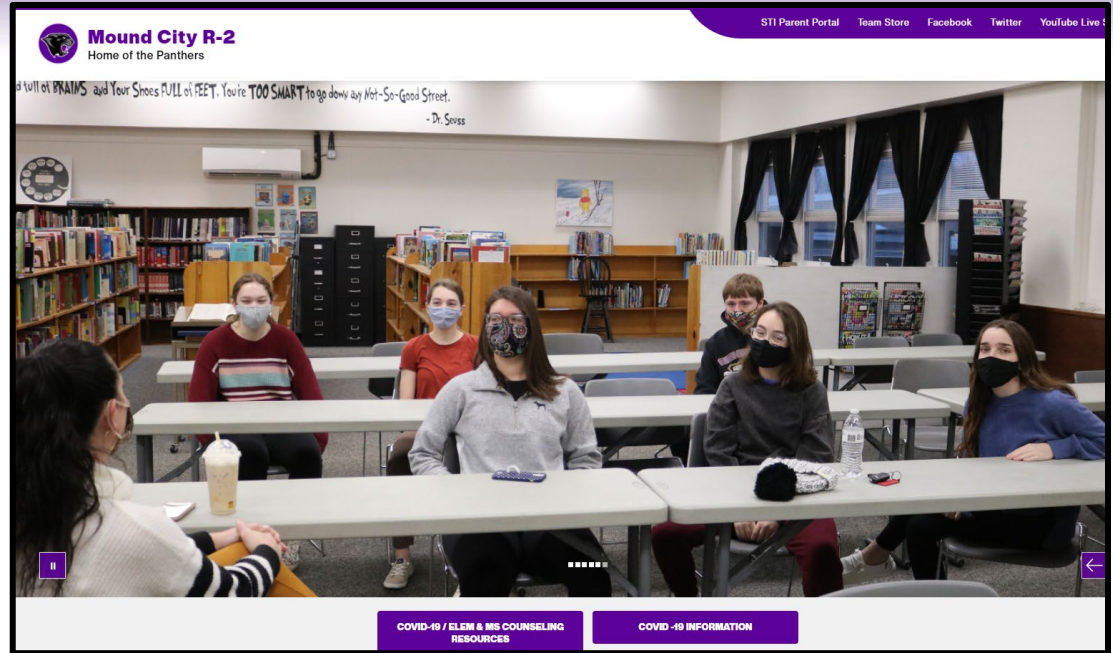 STI Parent Portal Team Store Facebook Twitter YouTube Live
Mound City R-2
Home of the Panthers
full of BRAINS and Your Shoes FULL of FEET. You're TOO SMART to go down any Not-So-Good Street.
- Dr. Seuss
COVID-19 / ELEM & MS COUNSELING
RESOURCES
COVID -19 INFORMATION